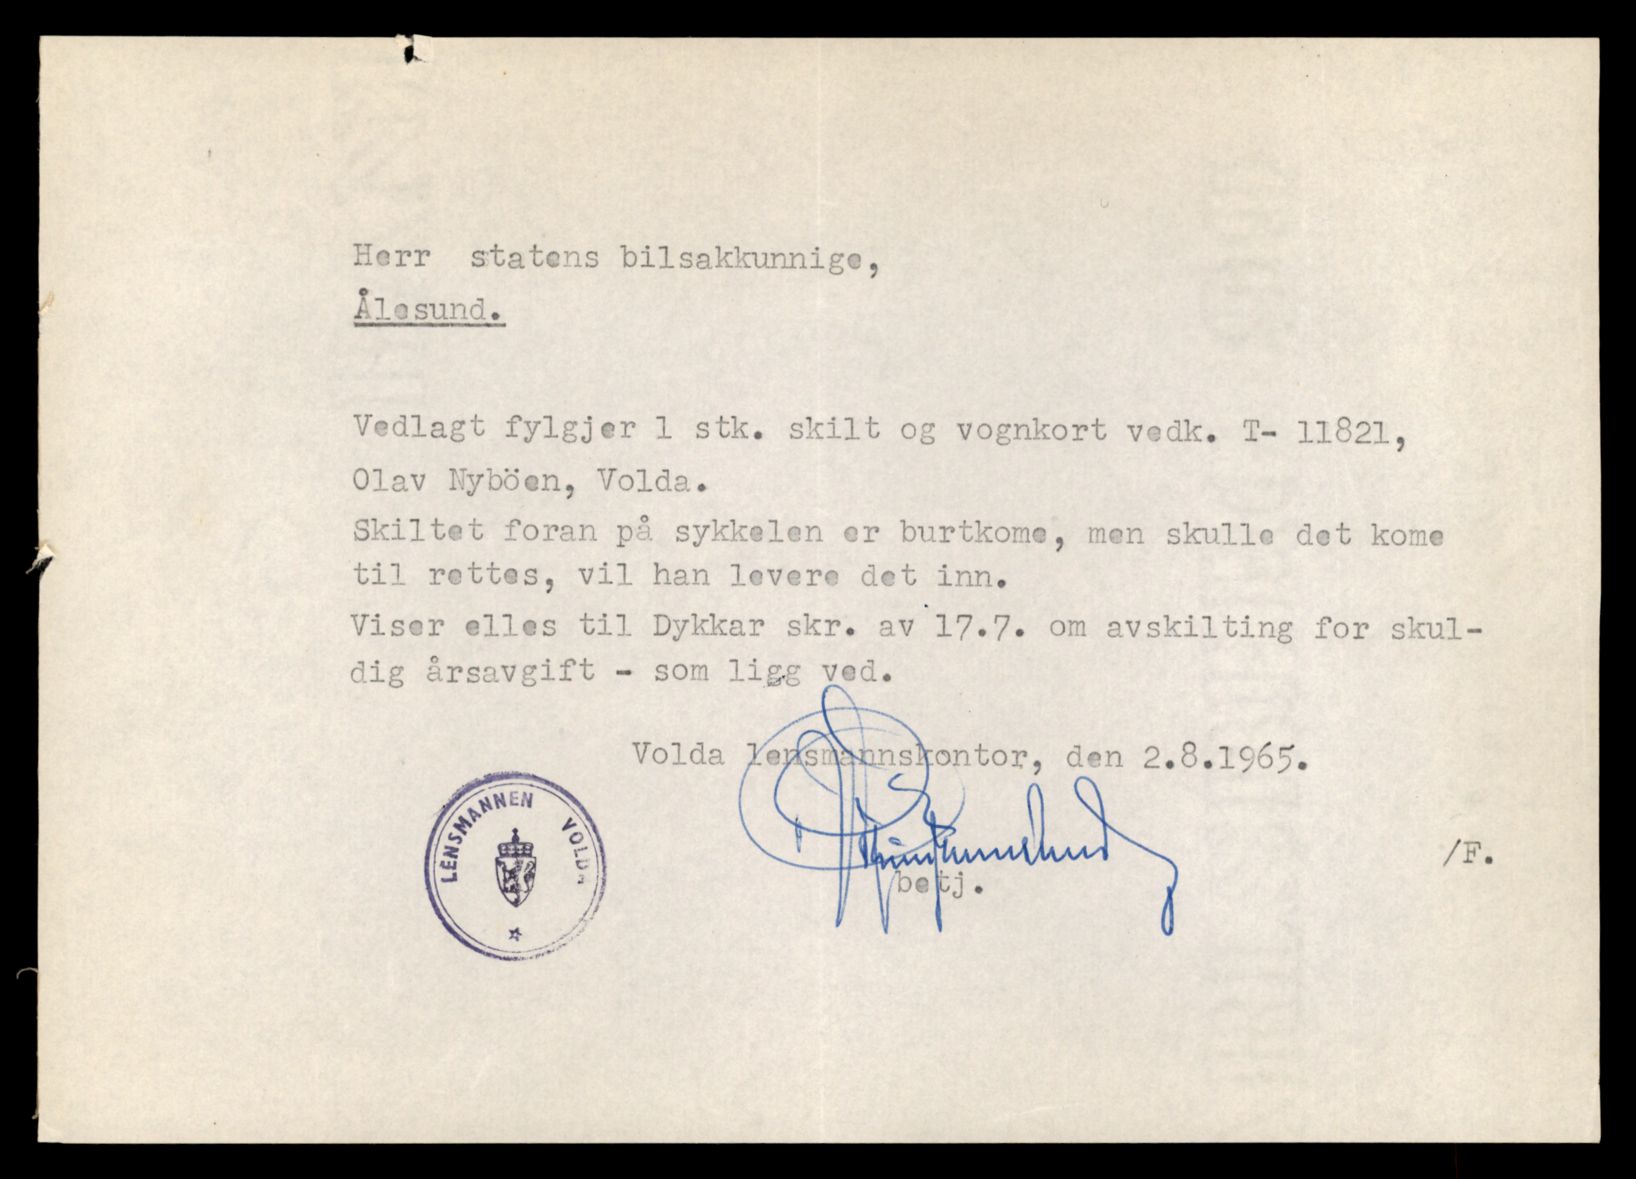 Herr statens bilsakkunnige,
Ålesund.
Vedlagt fylgjer 1 stk. skilt og vognkort vedk. T- 11821,
Olav Nyböen, Volda.
Skiltet foran på sykkelen er burtkome, men skulle det kome
til rettes, vil han levere det inn.
Viser elles til Dykkar skr. av 17.7. om avskilting for skul-
dig årsavgift - som ligg ved.
Volda lensmannskontor, den 2.8.1965.
LENSMANNEN VOLDA
/F.
betj.